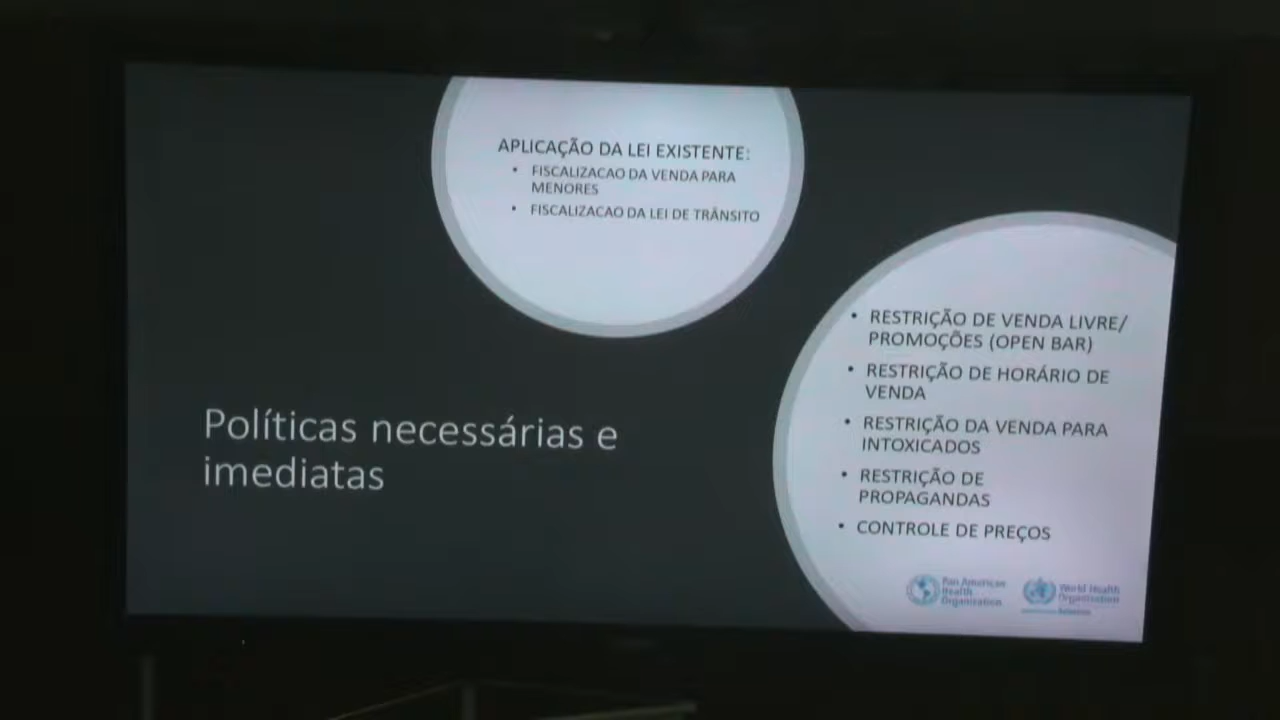 APLICAÇÃO DA LEI EXISTENTE:
• FISCALIZACAO DA VENDA PARA
MENORES
• FISCALIZACAO DA LEI DE TRÂNSITO
Políticas necessárias e
imediatas
• RESTRIÇÃO DE VENDA LIVRE/
PROMOÇÕES (OPEN BAR)
• RESTRIÇÃO DE HORÁRIO DE
VENDA
• RESTRIÇÃO DA VENDA PARA
INTOXICADOS
• RESTRIÇÃO DE
PROPAGANDAS
• CONTROLE DE PREÇOS
Pan American
Health
Organization
World Health
Organization